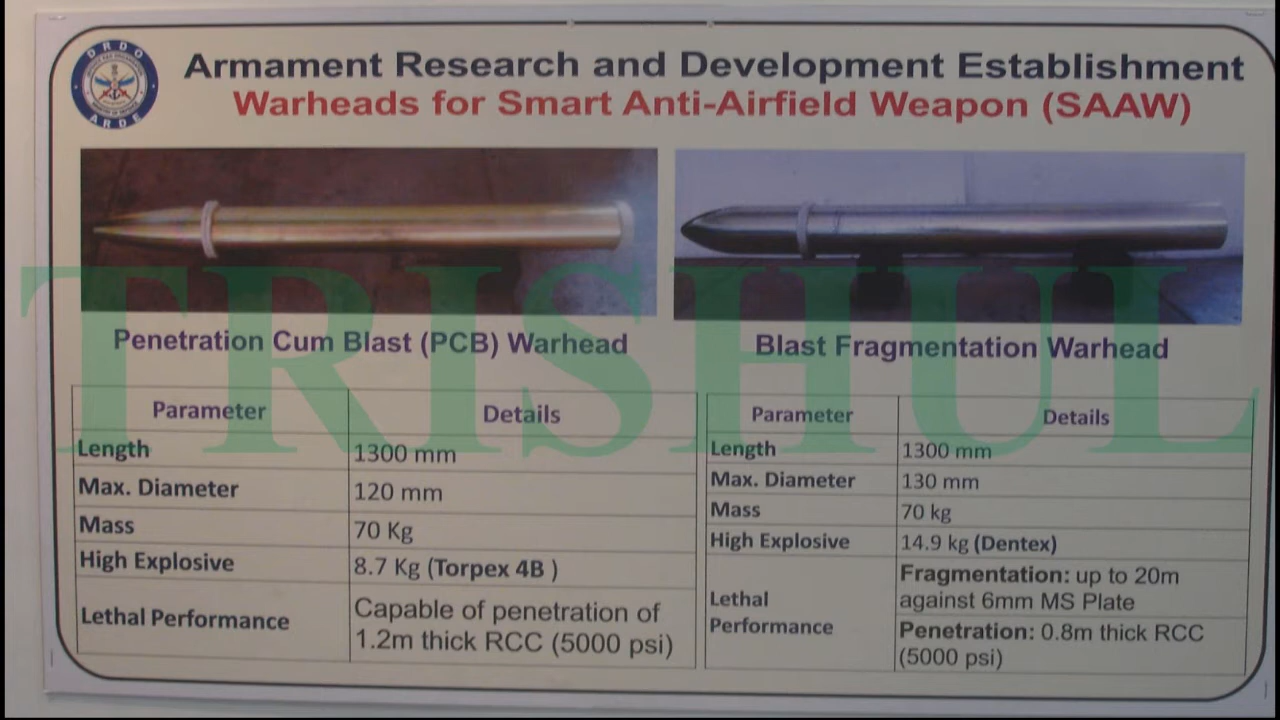 DRDO
ARDE
Armament Research and Development Establishment
Warheads for Smart Anti-Airfield Weapon (SAAW)
TRISHUL
Penetration Cum Blast (PCB) Warhead
Parameter Details
Length 1300 mm
Max. Diameter 120 mm
Mass 70 Kg
High Explosive 8.7 Kg (Torpex 4B )
Lethal Performance Capable of penetration of
1.2m thick RCC (5000 psi)
Blast Fragmentation Warhead
Parameter Details
Length 1300 mm
Max. Diameter 130 mm
Mass 70 kg
High Explosive 14.9 kg (Dentex)
Lethal
Performance
Fragmentation: up to 20m
against 6mm MS Plate
Penetration: 0.8m thick RCC
(5000 psi)